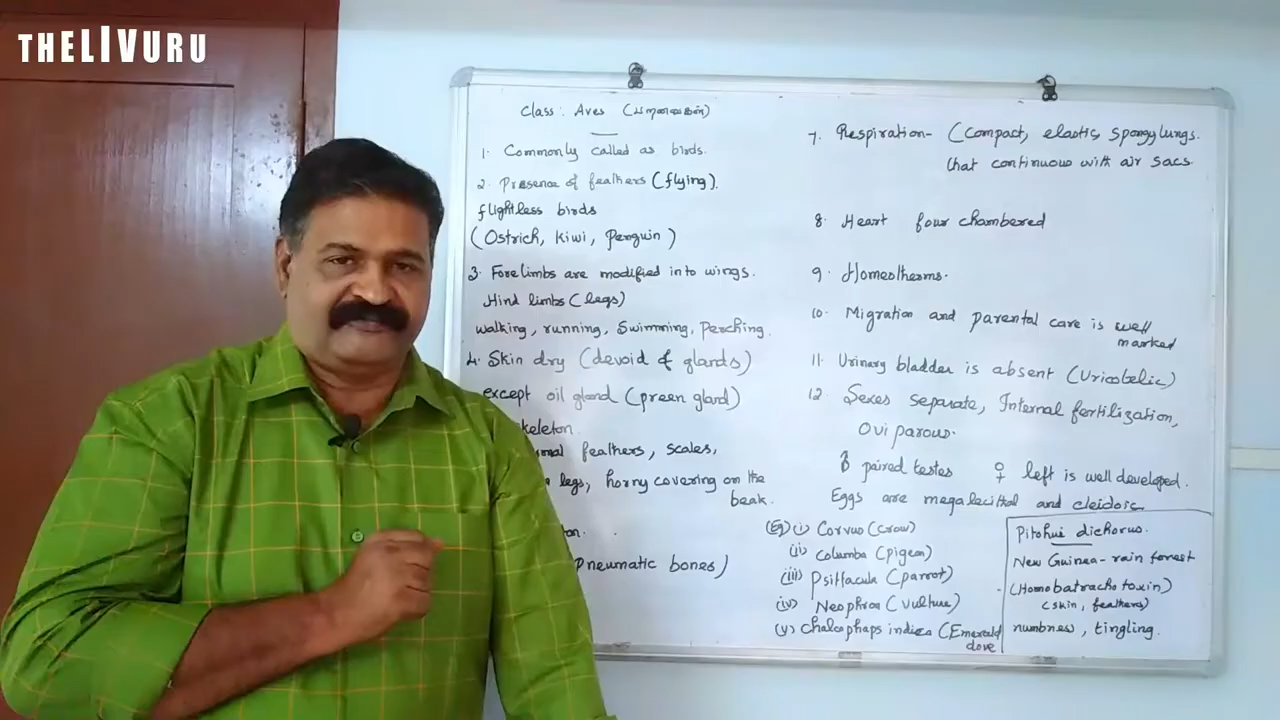 THELIVURU
Class: Aves (பறவைகள்)
1. Commonly called as birds.
2. Presence of feathers (flying).
flightless birds
(Ostrich, Kiwi, Penguin)
3. Forelimbs are modified into wings.
Hind limbs (legs)
walking, running, Swimming, Perching.
4. Skin dry (devoid of glands)
except oil gland (preen gland)
keleton.
feathers, scales,
legs, horny covering on the
beak.
Pneumatic bones)
7. Respiration- (Compact, elastic, spongy lungs.
that continuous with air sacs
8. Heart four chambered
9. Homeotherms.
10. Migration and parental care is well
marked
11. Urinary bladder is absent (Uricotelic)
12. Sexes separate, Internal fertilization,
Oviparous.
♂ paired testes ♀ left is well developed.
Eggs are megalecithal and cleidoic
(Eg) (i) Corvus (crow)
(ii) Columba (pigeon)
(iii) Psittacula (parrot)
(iv) Neophron (Vulture)
(v) Chalcophaps indica (Emerald
dove
Pitohui dichorus.
New Guinea - rain forest
(Homobatrachotoxin)
(skin, feathers)
numbness, tingling.